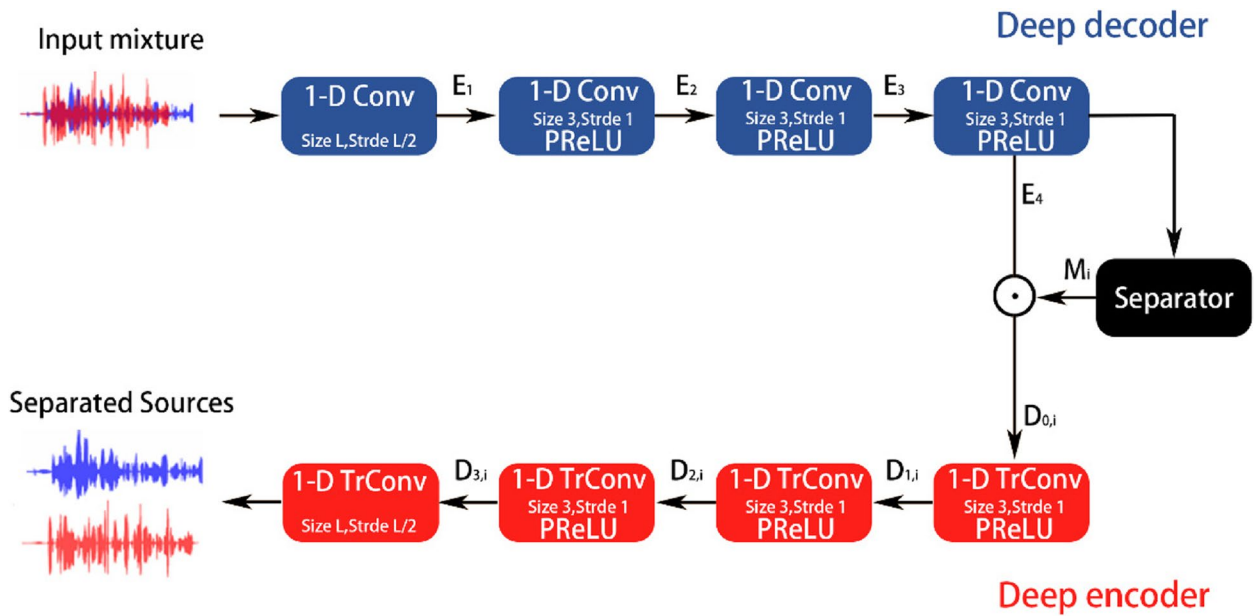 Deep decoder
Input mixture
1-D Conv
Size L,Strde L/2
E1
1-D Conv
Size 3,Strde 1
PReLU
E2
1-D Conv
Size 3,Strde 1
PReLU
E3
1-D Conv
Size 3,Strde 1
PReLU
E4
Mi
Separator
D0,i
Separated Sources
1-D TrConv
Size L,Strde L/2
D3,i
1-D TrConv
Size 3,Strde 1
PReLU
D2,i
1-D TrConv
Size 3,Strde 1
PReLU
D1,i
1-D TrConv
Size 3,Strde 1
PReLU
Deep encoder